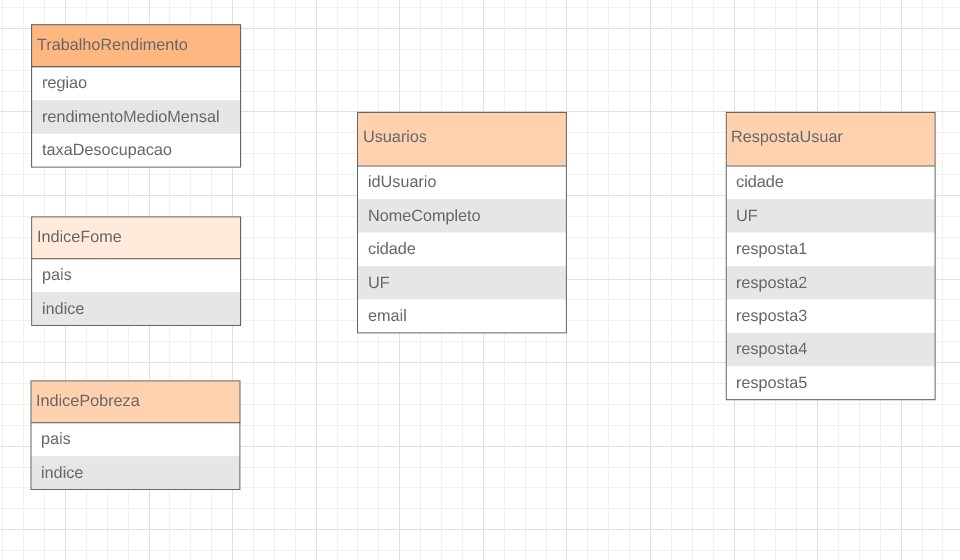 TrabalhoRendimento
regiao
rendimentoMedioMensal
taxaDesocupacao
IndiceFome
pais
indice
IndicePobreza
pais
indice
Usuarios
idUsuario
NomeCompleto
cidade
UF
email
RespostaUsuar
cidade
UF
resposta1
resposta2
resposta3
resposta4
resposta5